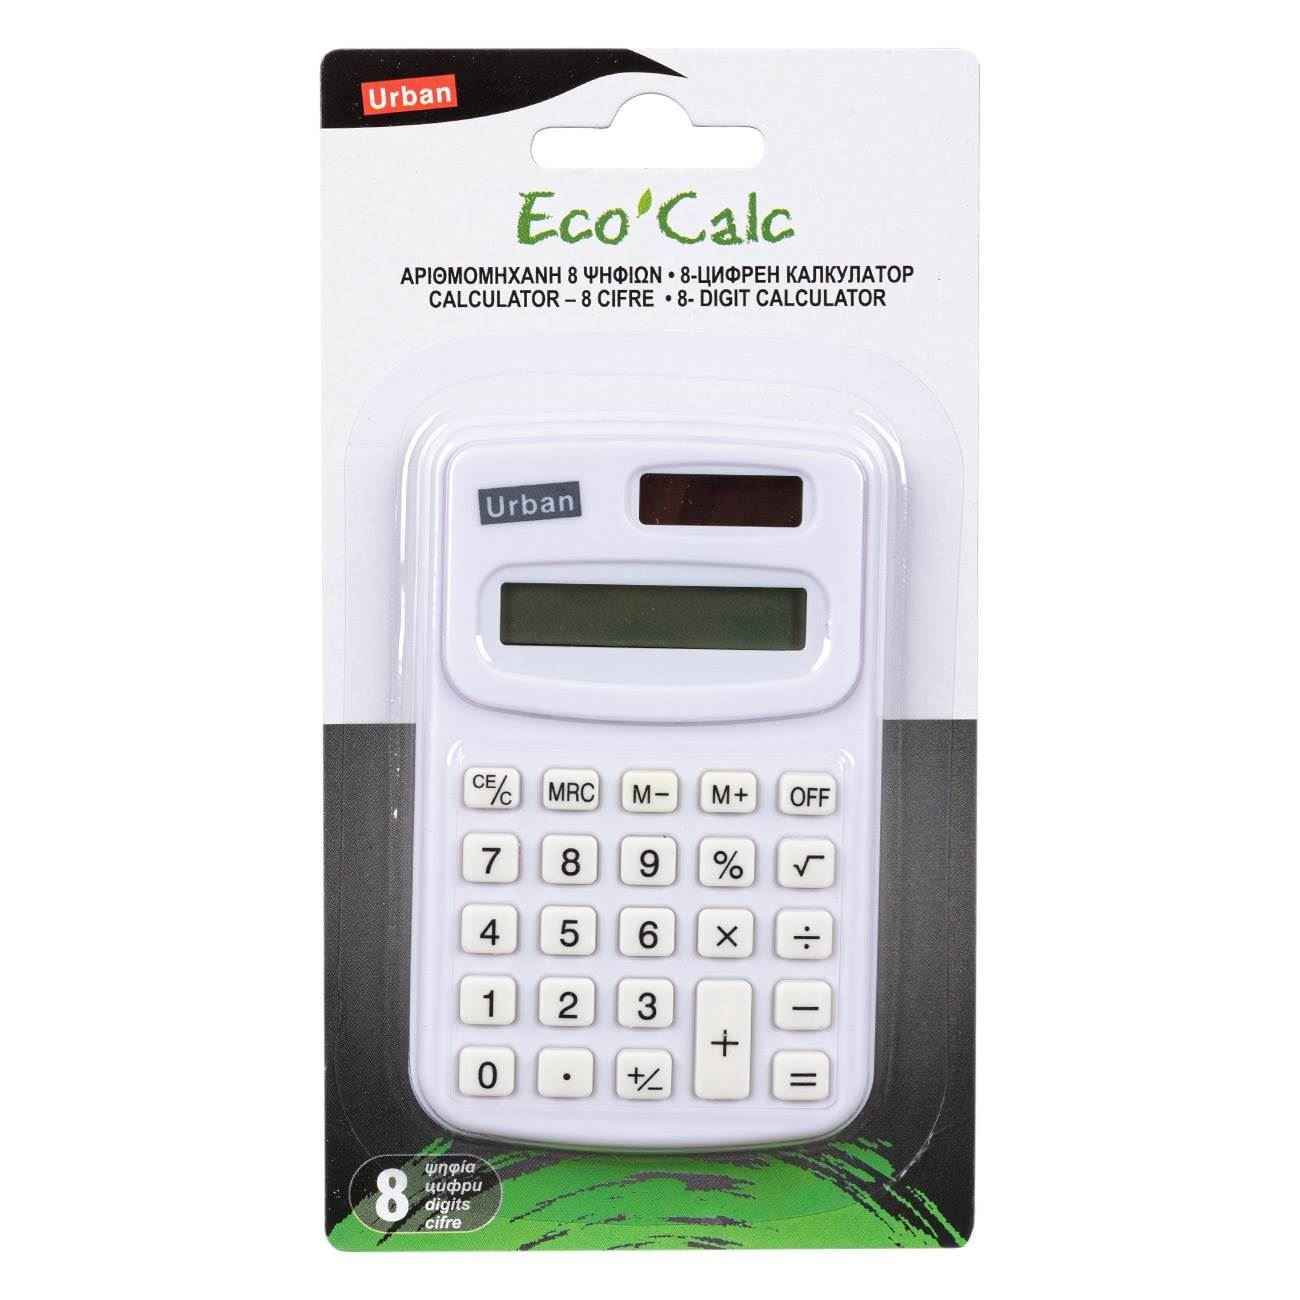 Urban
Eco'Calc
ΑΡΙΘΜΟΜΗΧΑΝΗ 8 ΨΗΦΙΩΝ • 8-ЦИФРЕН КАЛКУЛАТОР
CALCULATOR – 8 CIFRE • 8- DIGIT CALCULATOR
Urban
CE/C MRC M− M+ OFF
7 8 9 % √
4 5 6 × ÷
1 2 3 + −
0 . +/− =
8
ψηφία
цифри
digits
cifre